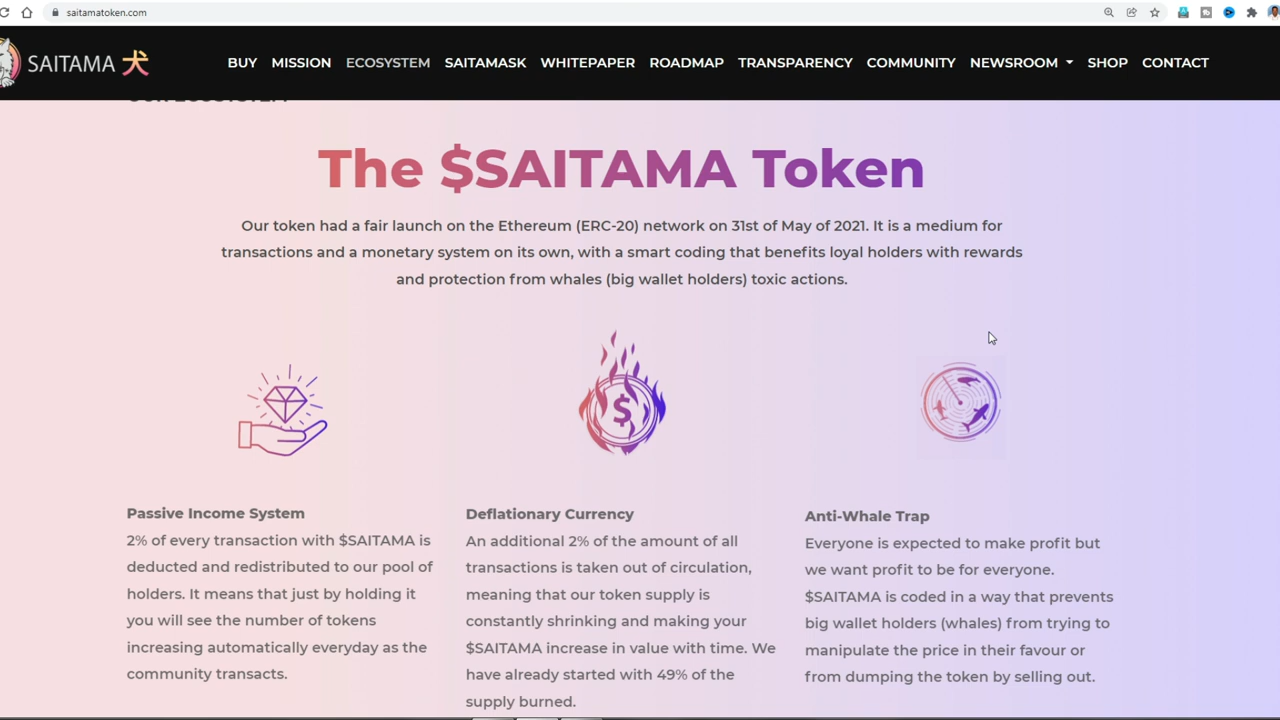 saitamatoken.com
SAITAMA 犬
BUY MISSION ECOSYSTEM SAITAMASK WHITEPAPER ROADMAP TRANSPARENCY COMMUNITY NEWSROOM SHOP CONTACT
OUR ECOSYSTEM
The $SAITAMA Token
Our token had a fair launch on the Ethereum (ERC-20) network on 31st of May of 2021. It is a medium for
transactions and a monetary system on its own, with a smart coding that benefits loyal holders with rewards
and protection from whales (big wallet holders) toxic actions.
$
Passive Income System
2% of every transaction with $SAITAMA is
deducted and redistributed to our pool of
holders. It means that just by holding it
you will see the number of tokens
increasing automatically everyday as the
community transacts.
Deflationary Currency
An additional 2% of the amount of all
transactions is taken out of circulation,
meaning that our token supply is
constantly shrinking and making your
$SAITAMA increase in value with time. We
have already started with 49% of the
supply burned.
Anti-Whale Trap
Everyone is expected to make profit but
we want profit to be for everyone.
$SAITAMA is coded in a way that prevents
big wallet holders (whales) from trying to
manipulate the price in their favour or
from dumping the token by selling out.